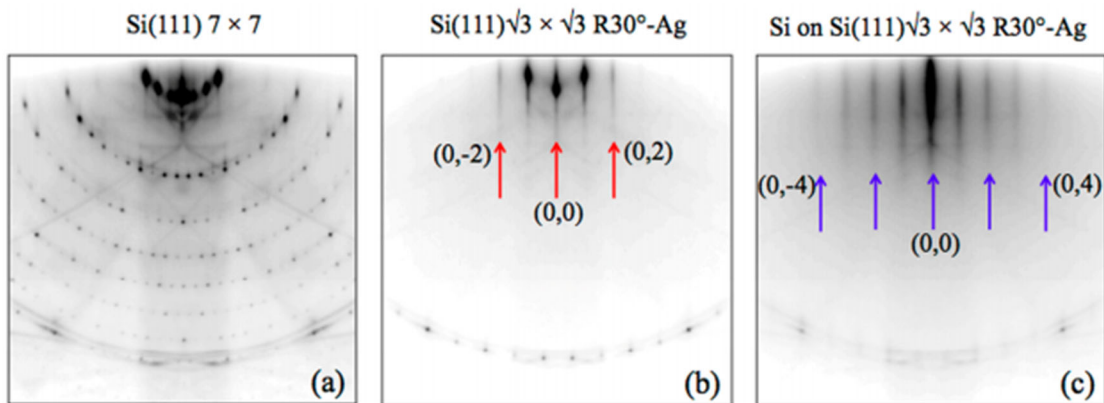 Si(111) 7 × 7
Si(111)√3 × √3 R30°-Ag
Si on Si(111)√3 × √3 R30°-Ag
(0,-2)
(0,2)
(0,0)
(0,-4)
(0,4)
(0,0)
(a)
(b)
(c)